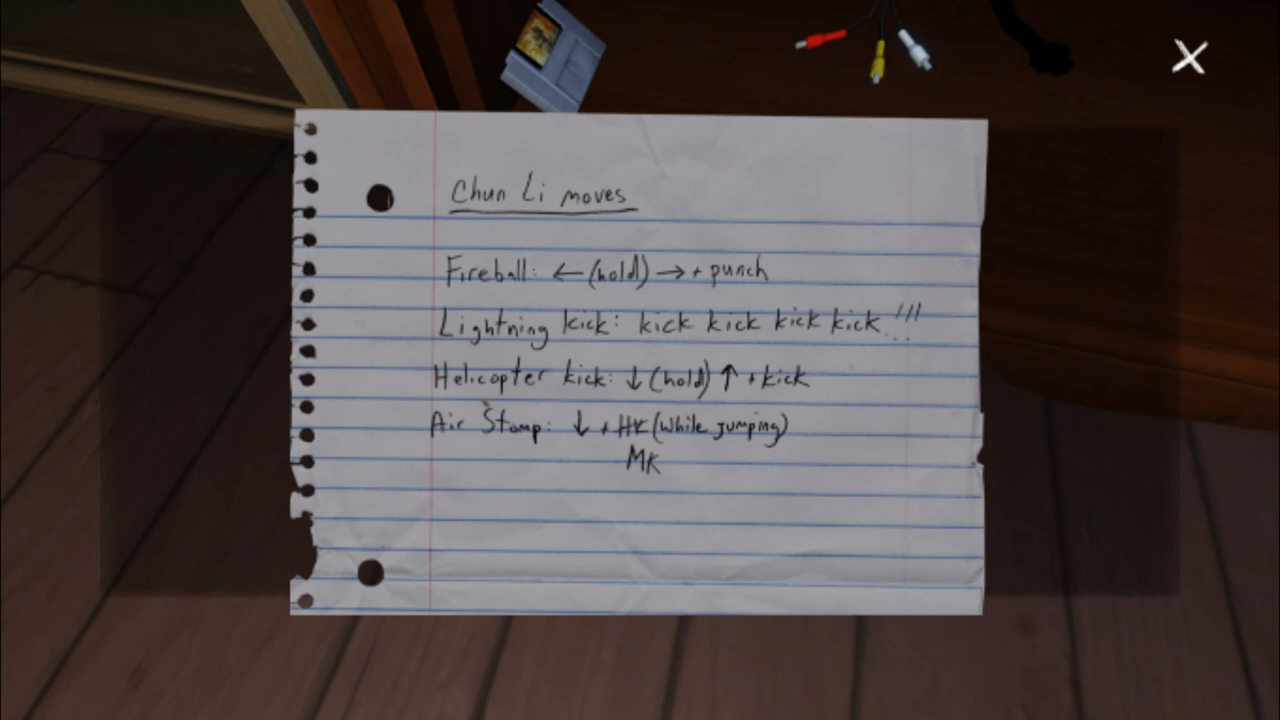 Chun Li moves
Fireball: ← (hold) → + punch
Lightning kick: kick kick kick kick...!!!
Helicopter kick: ↓ (hold) ↑ + kick
Air Stomp: ↓ + HK (while jumping)
MK